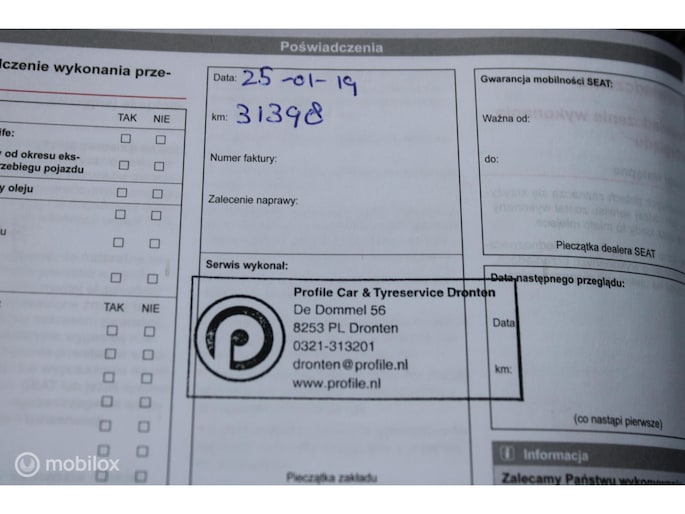 Poświadczenia
dczenie wykonania prze-
TAK NIE
ife:
y od okresu eks-
rzebiegu pojazdu
y oleju
u
TAK NIE
Data: 25-01-19
km: 31398
Numer faktury:
Zalecenie naprawy:
Serwis wykonał:
Profile Car & Tyreservice Dronten
De Dommel 56
8253 PL Dronten
0321-313201
dronten@profile.nl
www.profile.nl
Pieczątka zakładu
Gwarancja mobilności SEAT:
Ważna od:
do:
Pieczątka dealera SEAT
Data następnego przeglądu:
Data
km:
(co nastąpi pierwsze)
i Informacja
Zalecamy Państwu
mobilox